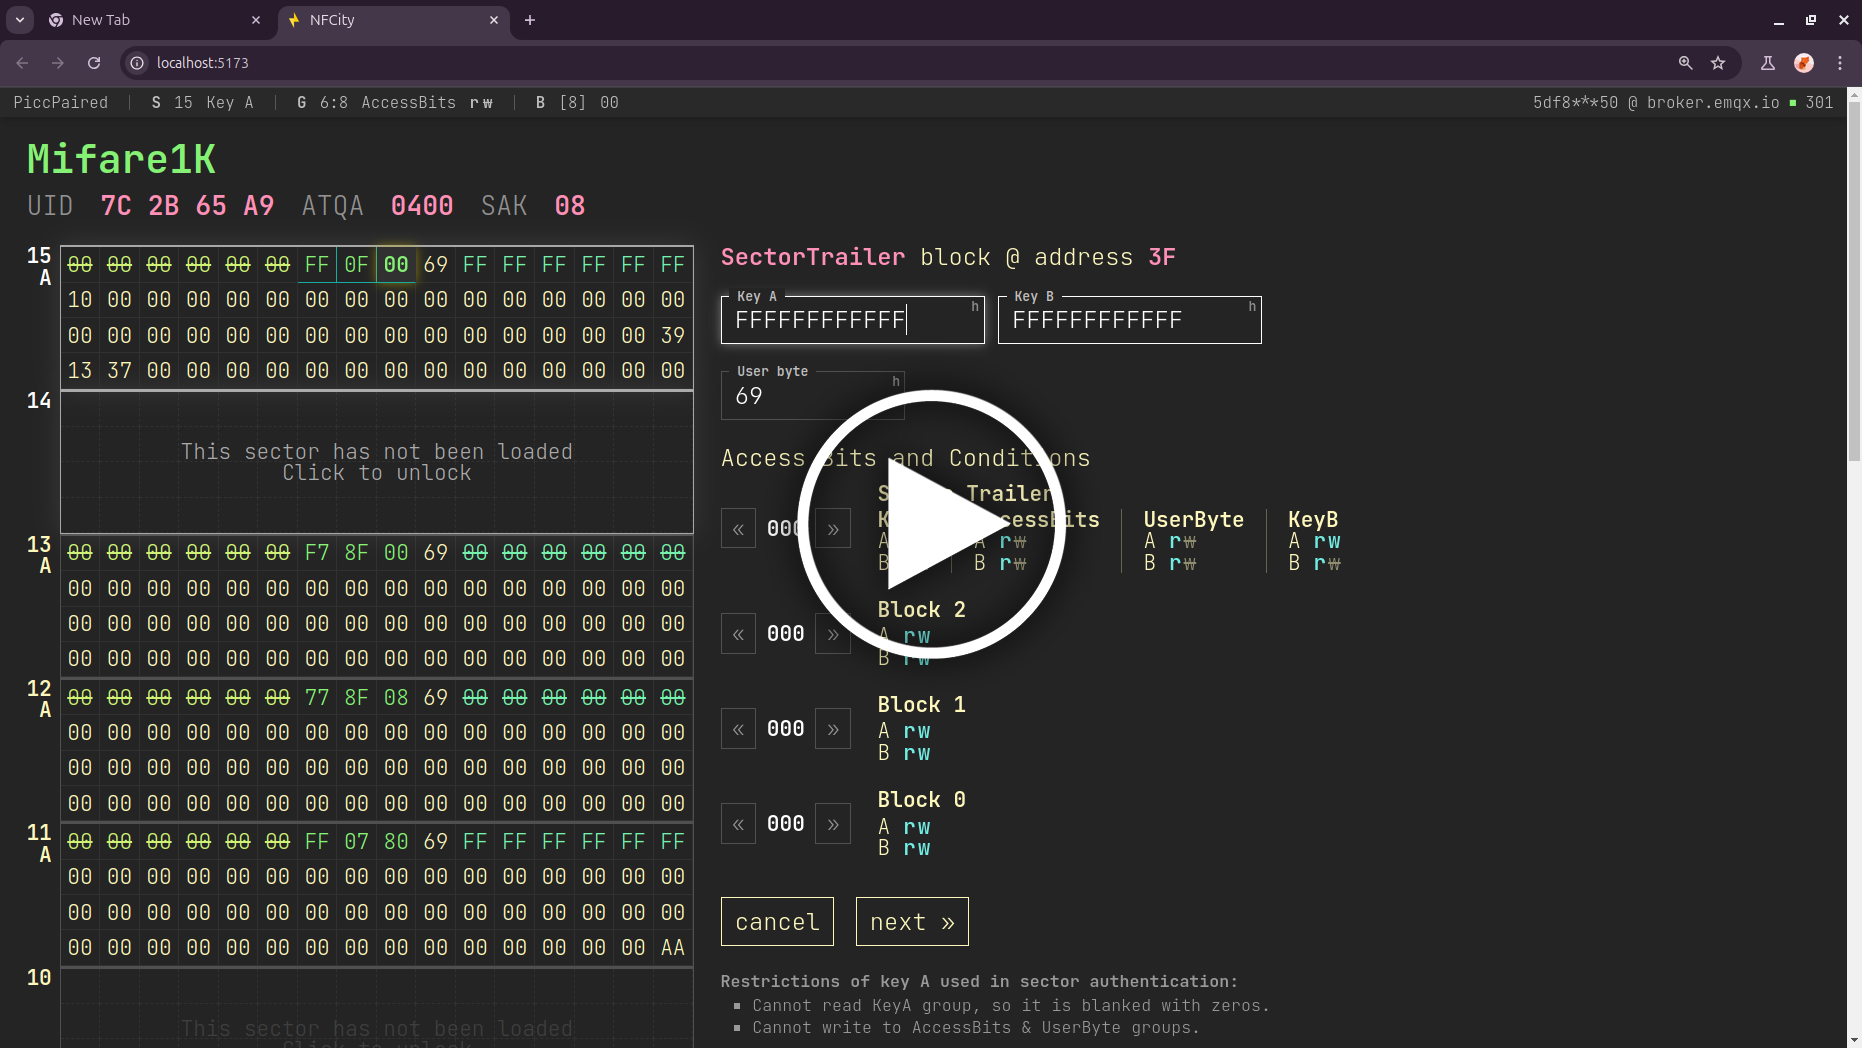 New Tab
NFCity
localhost:5173
PiccPaired | S 15 Key A | G 6:8 AccessBits rw | B [8] 00
5df8***50 @ broker.emqx.io 301
Mifare1K
UID 7C 2B 65 A9 ATQA 0400 SAK 08
15 A
00 00 00 00 00 00 FF 0F 00 69 FF FF FF FF FF FF
10 00 00 00 00 00 00 00 00 00 00 00 00 00 00 00
00 00 00 00 00 00 00 00 00 00 00 00 00 00 00 39
13 37 00 00 00 00 00 00 00 00 00 00 00 00 00 00
14
This sector has not been loaded
Click to unlock
13 A
00 00 00 00 00 00 F7 8F 00 69 00 00 00 00 00 00
00 00 00 00 00 00 00 00 00 00 00 00 00 00 00 00
00 00 00 00 00 00 00 00 00 00 00 00 00 00 00 00
00 00 00 00 00 00 00 00 00 00 00 00 00 00 00 00
12 A
00 00 00 00 00 00 77 8F 08 69 00 00 00 00 00 00
00 00 00 00 00 00 00 00 00 00 00 00 00 00 00 00
00 00 00 00 00 00 00 00 00 00 00 00 00 00 00 00
00 00 00 00 00 00 00 00 00 00 00 00 00 00 00 00
11 A
00 00 00 00 00 00 FF 07 80 69 FF FF FF FF FF FF
00 00 00 00 00 00 00 00 00 00 00 00 00 00 00 00
00 00 00 00 00 00 00 00 00 00 00 00 00 00 00 00
00 00 00 00 00 00 00 00 00 00 00 00 00 00 00 AA
10
This sector has not been loaded
Click to unlock
SectorTrailer block @ address 3F
Key A h
FFFFFFFFFFFF
Key B h
FFFFFFFFFFFF
User byte h
69
Access Bits and Conditions
Trailer
« 000 »
UserByte KeyB
A rw A rw A rw
B rw B rw B rw
Block 2
« 000 »
A rw
B rw
Block 1
« 000 »
A rw
B rw
Block 0
« 000 »
A rw
B rw
cancel next »
Restrictions of key A used in sector authentication:
Cannot read KeyA group, so it is blanked with zeros.
Cannot write to AccessBits & UserByte groups.